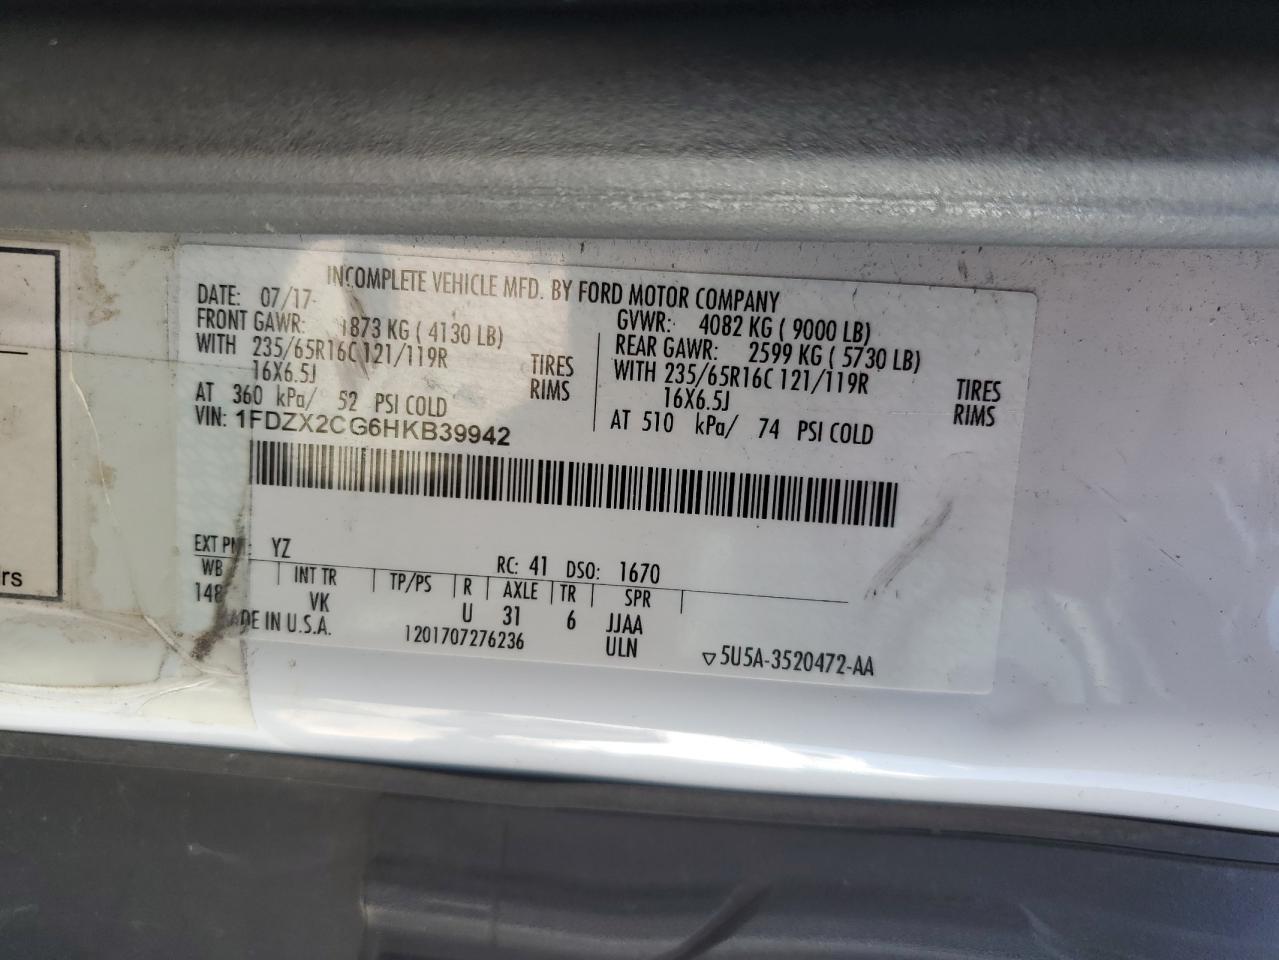 INCOMPLETE VEHICLE MFD. BY FORD MOTOR COMPANY
DATE: 07/17
GVWR: 4082 KG ( 9000 LB)
FRONT GAWR: 1873 KG ( 4130 LB)
REAR GAWR: 2599 KG ( 5730 LB)
WITH 235/65R16C 121/119R TIRES
WITH 235/65R16C 121/119R TIRES
16X6.5J RIMS
16X6.5J RIMS
AT 360 kPa/ 52 PSI COLD
AT 510 kPa/ 74 PSI COLD
VIN: 1FDZX2CG6HKB39942
EXT PNT: YZ RC: 41 DSO: 1670
WB INT TR TP/PS R AXLE TR SPR
148 VK U 31 6 JJAA
MADE IN U.S.A. 1201707276236 ULN
▽5U5A-3520472-AA
rs